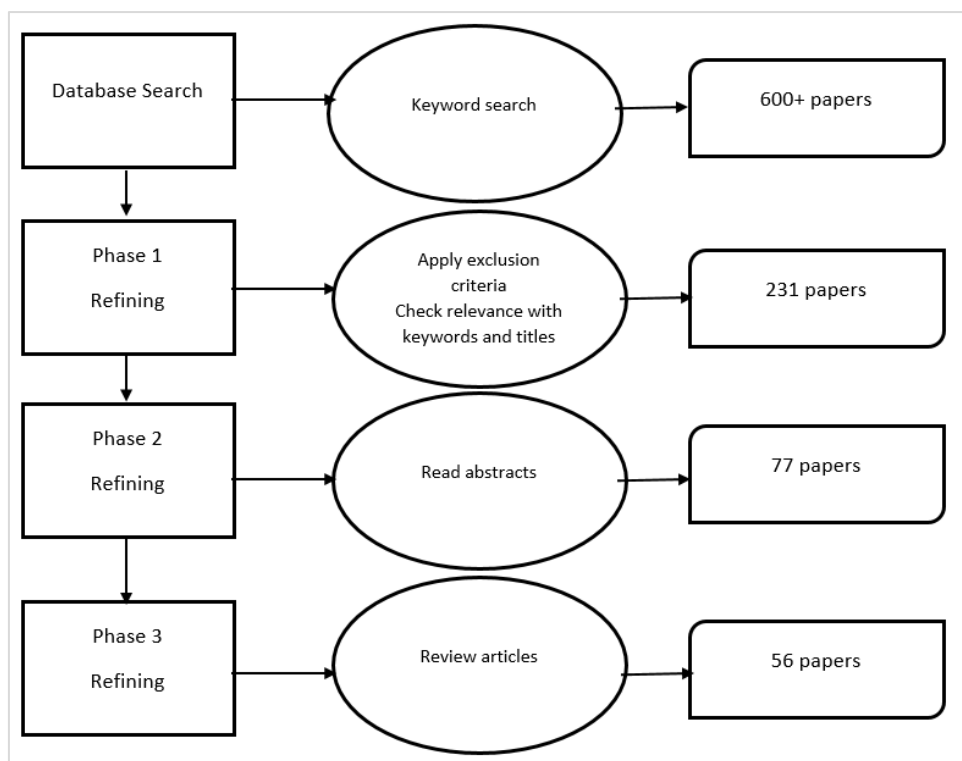 Database Search
Keyword search
600+ papers
Phase 1
Refining
Apply exclusion
criteria
Check relevance with
keywords and titles
231 papers
Phase 2
Refining
Read abstracts
77 papers
Phase 3
Refining
Review articles
56 papers